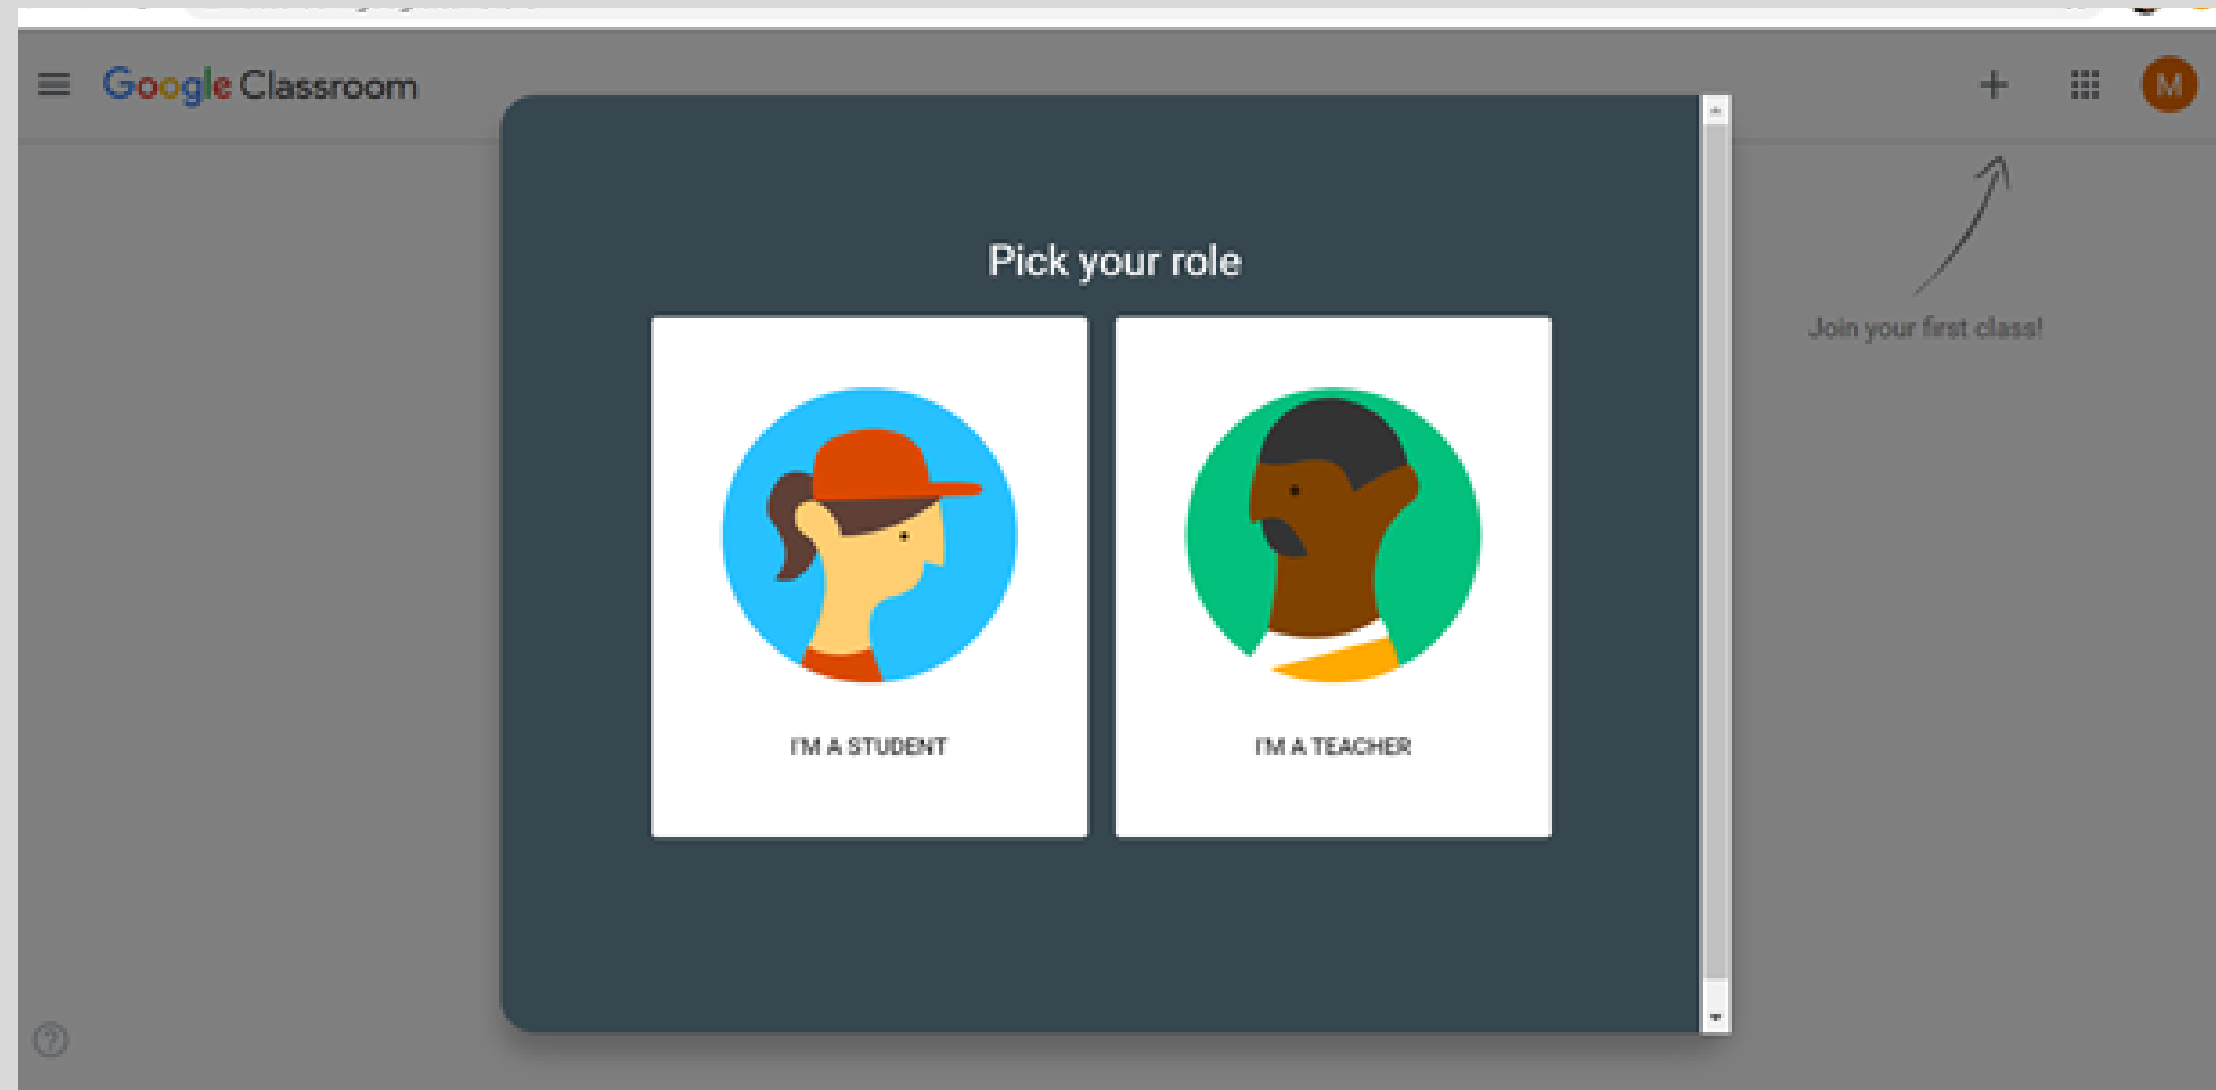 Google Classroom
M
Pick your role
Join your first class!
I'M A STUDENT
I'M A TEACHER
?